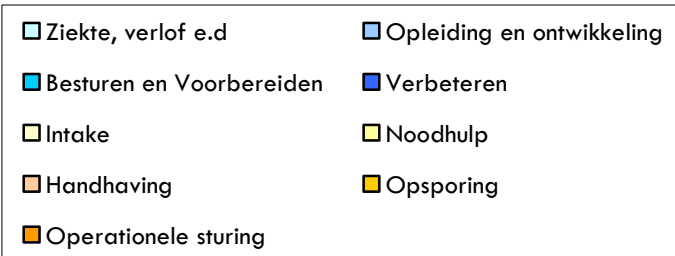 Ziekte, verlof e.d
Opleiding en ontwikkeling
Besturen en Voorbereiden
Verbeteren
Intake
Noodhulp
Handhaving
Opsporing
Operationele sturing